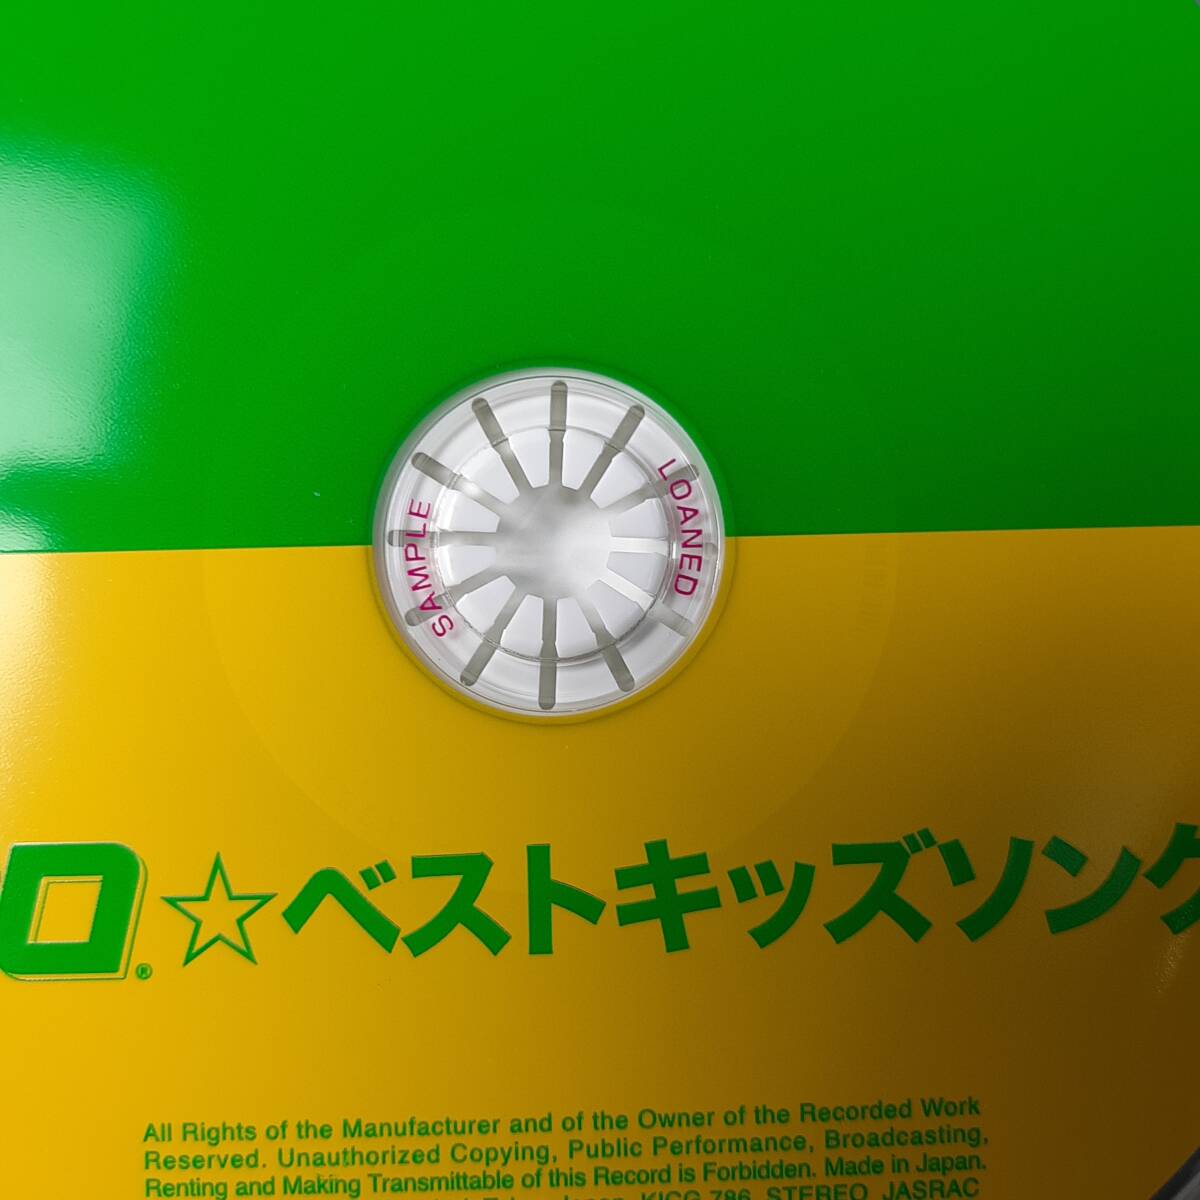 SAMPLE
LOANED
☆ベストキッズソング
®
All Rights of the Manufacturer and of the Owner of the Recorded Work
Reserved. Unauthorized Copying, Public Performance, Broadcasting,
Renting and Making Transmittable of this Record is Forbidden. Made in Japan.
KICG 786 STEREO JASRAC